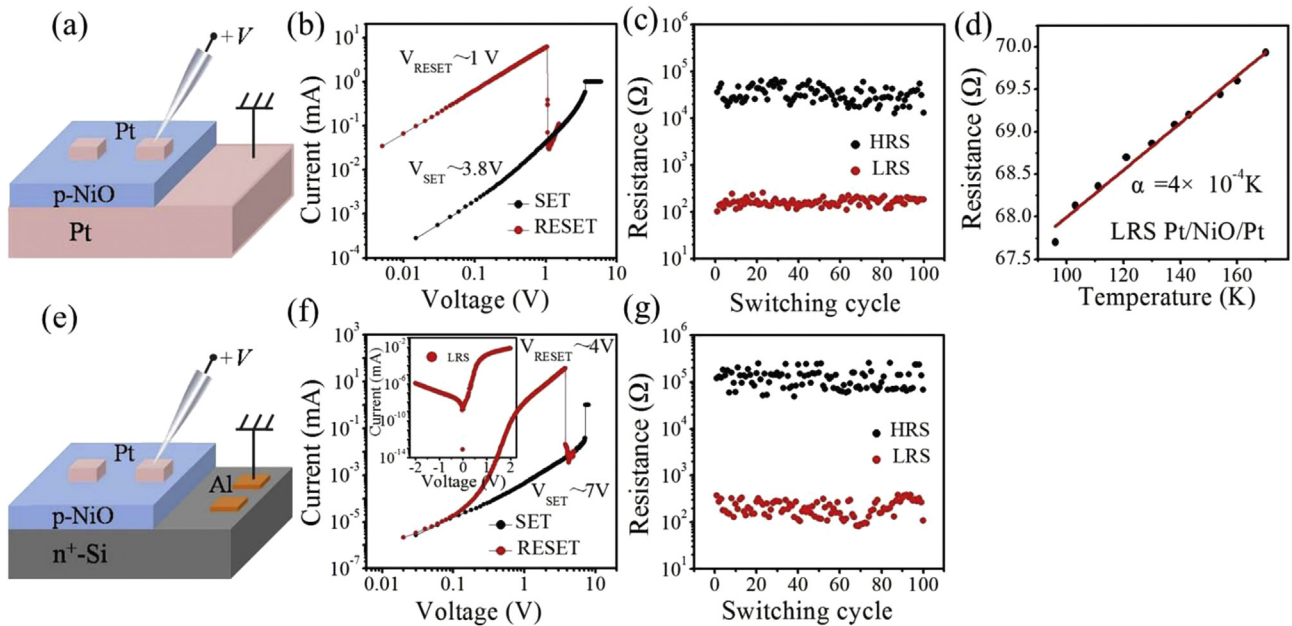 (a)
+V
Pt
p-NiO
Pt
(b)
Current (mA)
10²
10¹
10⁰
10⁻¹
10⁻²
10⁻³
10⁻⁴
V_RESET~1 V
V_SET~3.8V
SET
RESET
0.01 0.1 1 10
Voltage (V)
(c)
Resistance (Ω)
10⁶
10⁵
10⁴
10³
10²
10¹
HRS
LRS
0 20 40 60 80 100
Switching cycle
(d)
Resistance (Ω)
70.0
69.5
69.0
68.5
68.0
67.5
α =4× 10⁻⁴K
LRS Pt/NiO/Pt
100 120 140 160
Temperature (K)
(e)
+V
Pt
Al
p-NiO
n⁺-Si
(f)
Current (mA)
10³
10¹
10⁻¹
10⁻³
10⁻⁵
10⁻⁷
Current (mA)
10⁻²
10⁻⁶
10⁻¹⁰
10⁻¹⁴
LRS
-2 -1 0 1 2
Voltage (V)
V_RESET~4V
V_SET~7V
SET
RESET
0.01 0.1 1 10
Voltage (V)
(g)
Resistance (Ω)
10⁶
10⁵
10⁴
10³
10²
10¹
HRS
LRS
0 20 40 60 80 100
Switching cycle